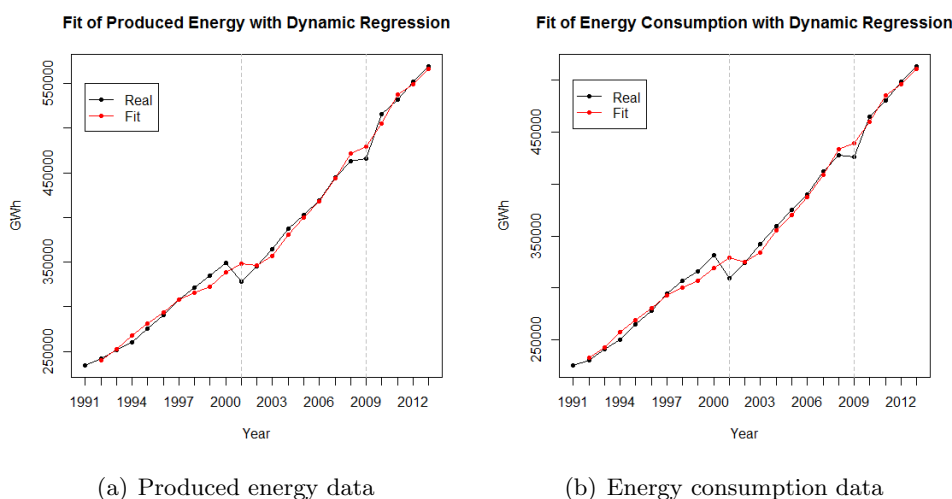 Fit of Produced Energy with Dynamic Regression
GWh
550000
450000
350000
250000
Real
Fit
1991 1994 1997 2000 2003 2006 2009 2012
Year
(a) Produced energy data
Fit of Energy Consumption with Dynamic Regression
GWh
450000
350000
250000
Real
Fit
1991 1994 1997 2000 2003 2006 2009 2012
Year
(b) Energy consumption data